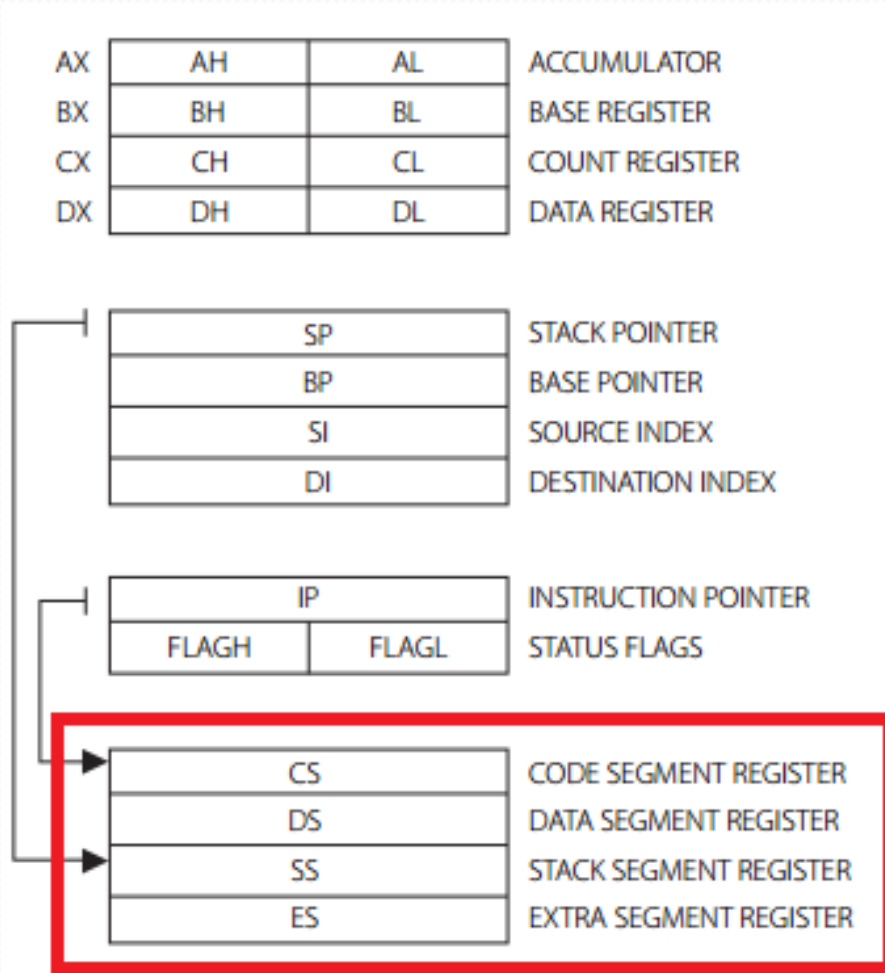 AX AH AL ACCUMULATOR
BX BH BL BASE REGISTER
CX CH CL COUNT REGISTER
DX DH DL DATA REGISTER
SP STACK POINTER
BP BASE POINTER
SI SOURCE INDEX
DI DESTINATION INDEX
IP INSTRUCTION POINTER
FLAGH FLAGL STATUS FLAGS
CS CODE SEGMENT REGISTER
DS DATA SEGMENT REGISTER
SS STACK SEGMENT REGISTER
ES EXTRA SEGMENT REGISTER